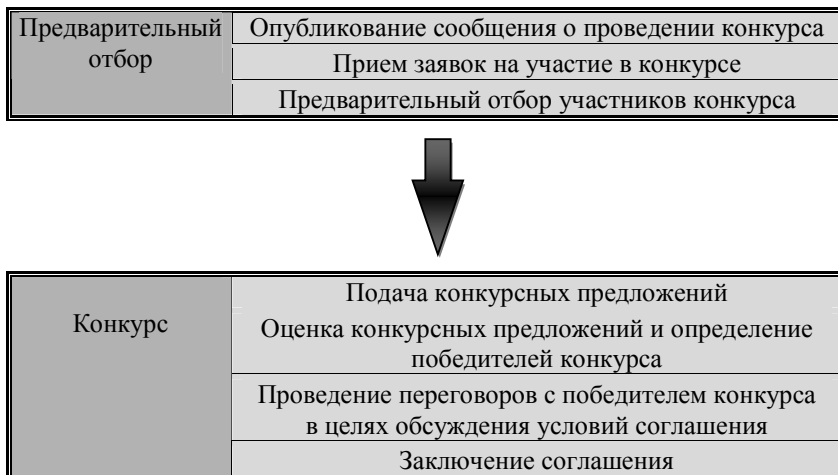 Предварительный
отбор
Опубликование сообщения о проведении конкурса
Прием заявок на участие в конкурсе
Предварительный отбор участников конкурса
Конкурс
Подача конкурсных предложений
Оценка конкурсных предложений и определение
победителей конкурса
Проведение переговоров с победителем конкурса
в целях обсуждения условий соглашения
Заключение соглашения